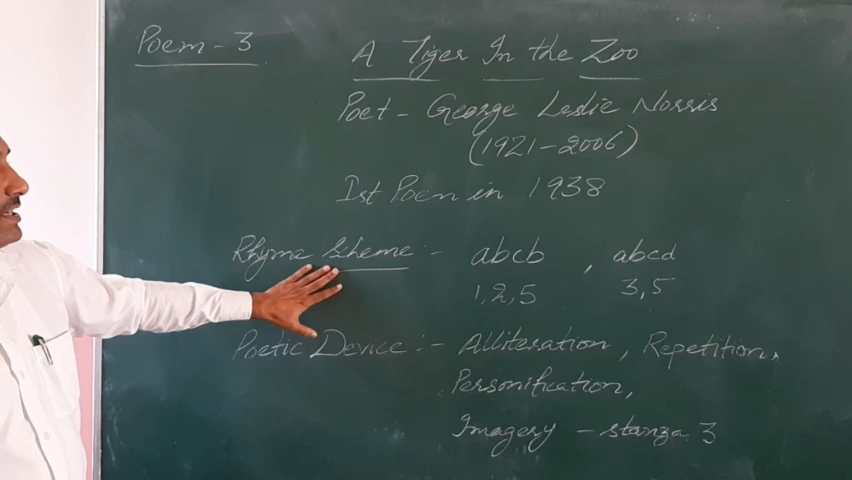 Poem - 3
A Tiger In the Zoo
Poet - George Leslie Norris
(1921-2006)
Ist Poem in 1938
Rhyme Scheme :- abcb , abcd
1,2,5 3,5
Poetic Device :- Alliteration, Repetition,
Personification,
Imagery - stanza 3